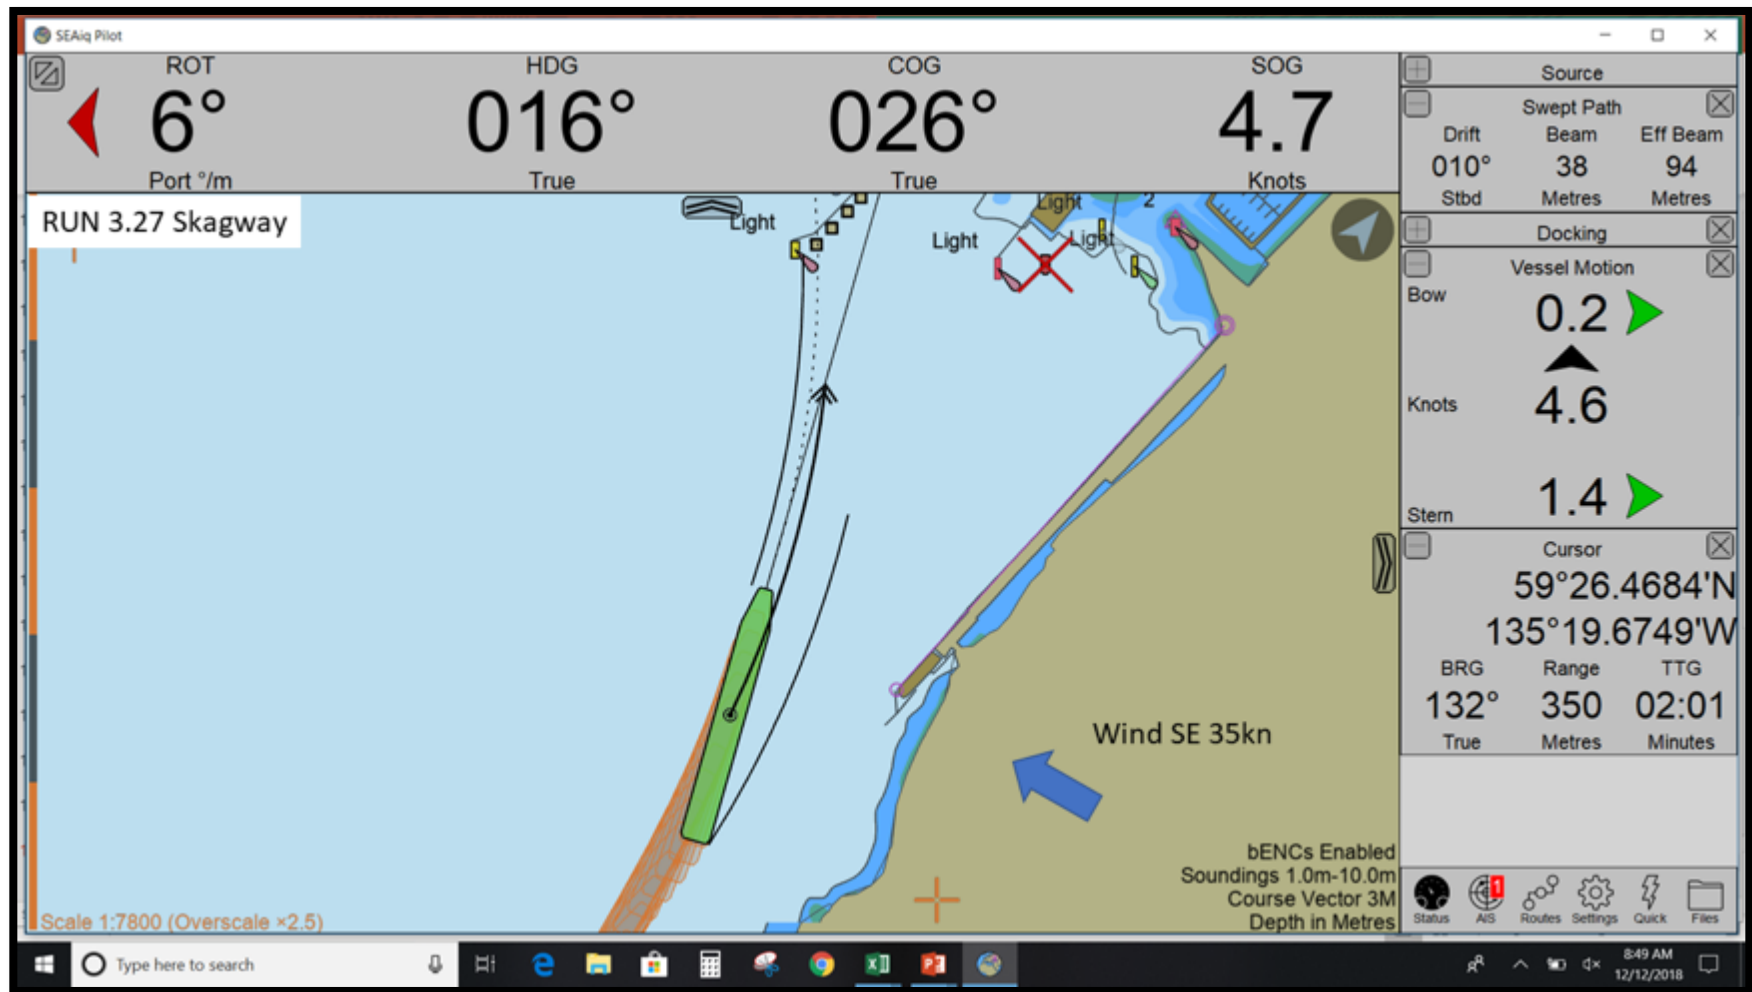 SEAiq Pilot
ROT HDG COG SOG
6° 016° 026° 4.7
Port °/m True True Knots
RUN 3.27 Skagway
Light
Light
Light
Light
2
Wind SE 35kn
bENCs Enabled
Soundings 1.0m-10.0m
Course Vector 3M
Depth in Metres
Scale 1:7800 (Overscale ×2.5)
Source
Swept Path
Drift Beam Eff Beam
010° 38 94
Stbd Metres Metres
Docking
Vessel Motion
Bow
0.2
Knots
4.6
1.4
Stern
Cursor
59°26.4684'N
135°19.6749'W
BRG Range TTG
132° 350 02:01
True Metres Minutes
1
Status AIS Routes Settings Quick Files
Type here to search
8:49 AM
12/12/2018